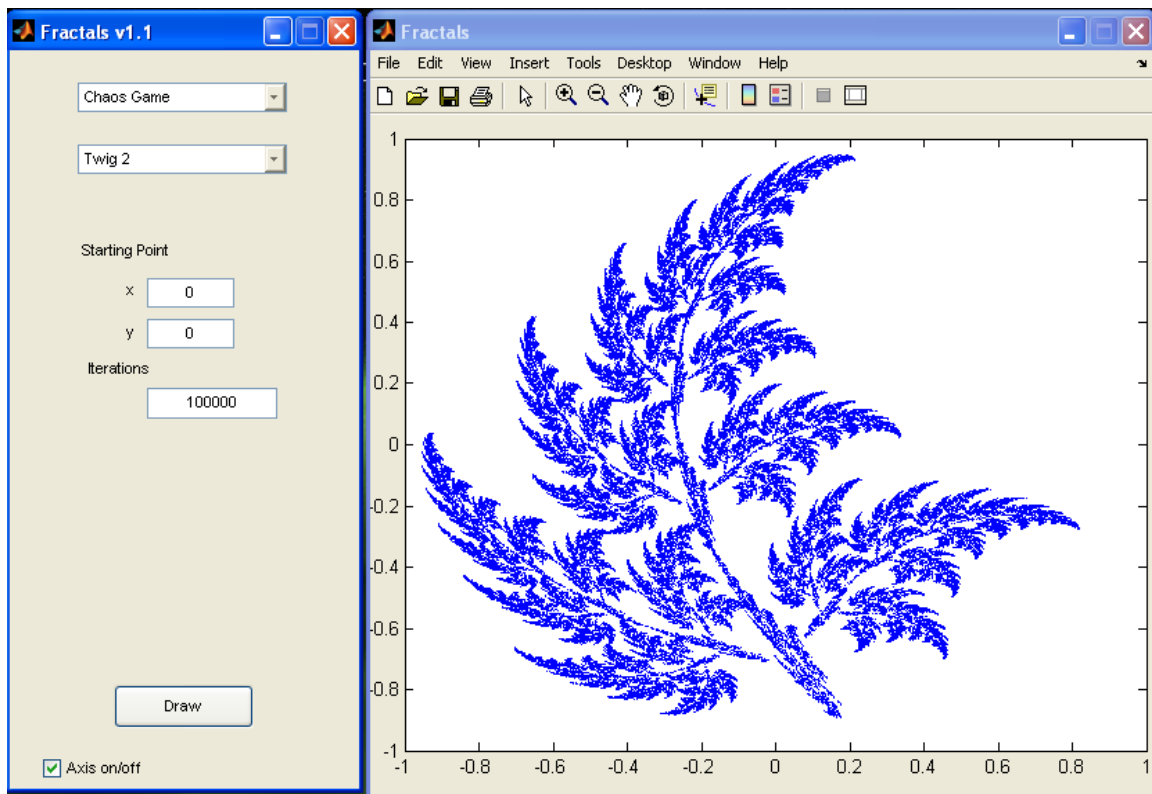 Fractals v1.1
Chaos Game
Twig 2
Starting Point
x 0
y 0
Iterations
100000
Draw
Axis on/off
Fractals
File Edit View Insert Tools Desktop Window Help
1
0.8
0.6
0.4
0.2
0
-0.2
-0.4
-0.6
-0.8
-1
-1 -0.8 -0.6 -0.4 -0.2 0 0.2 0.4 0.6 0.8 1